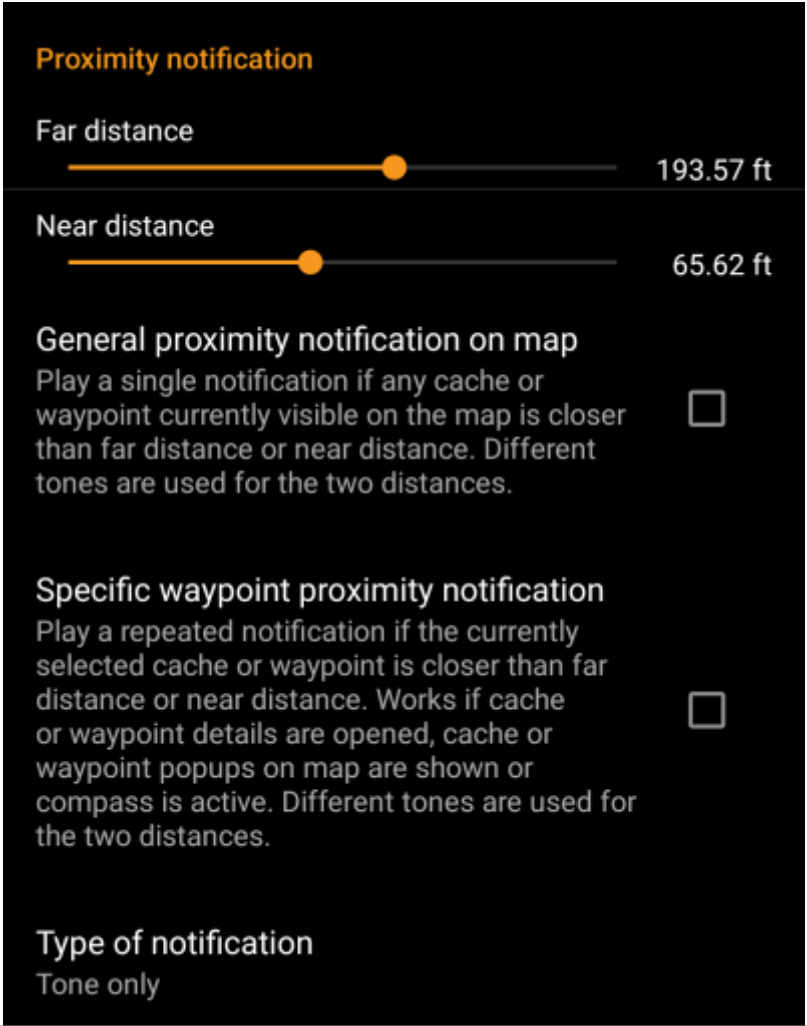 Proximity notification
Far distance
193.57 ft
Near distance
65.62 ft
General proximity notification on map
Play a single notification if any cache or
waypoint currently visible on the map is closer
than far distance or near distance. Different
tones are used for the two distances.
Specific waypoint proximity notification
Play a repeated notification if the currently
selected cache or waypoint is closer than far
distance or near distance. Works if cache
or waypoint details are opened, cache or
waypoint popups on map are shown or
compass is active. Different tones are used for
the two distances.
Type of notification
Tone only